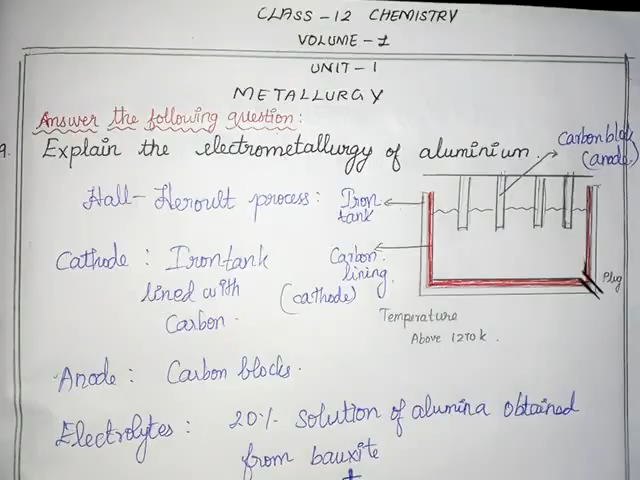 CLASS-12 CHEMISTRY
VOLUME-1
UNIT-1
METALLURGY
Answer the following question:
9. Explain the electrometallurgy of aluminium.
Carbon block
(anode)
Hall-Heroult process:
Iron
tank
Cathode: Iron tank
lined with
Carbon.
Carbon
lining
(cathode)
Plug
Temperature
Above 1270k.
Anode: Carbon blocks.
Electrolytes: 20% solution of alumina obtained
from bauxite
+